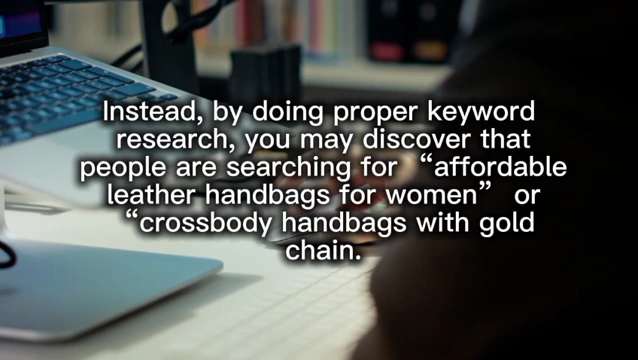 Instead, by doing proper keyword
research, you may discover that
people are searching for “affordable
leather handbags for women” or
“crossbody handbags with gold
chain.